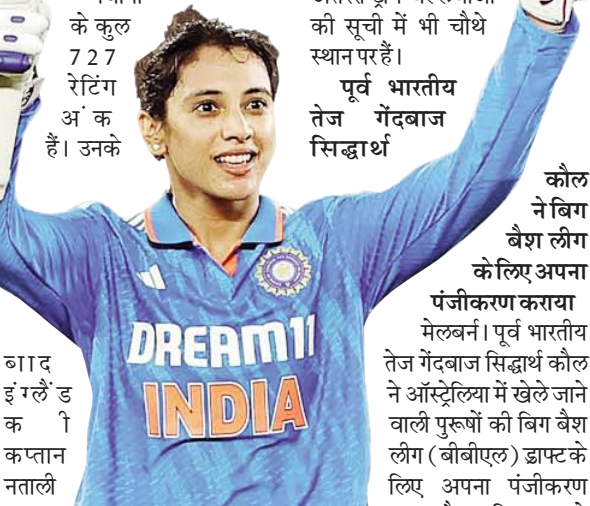 के कुल
727
रेटिंग
अंक
हैं। उनके
बााद
इंग्लैंड
की
कप्तान
नताली
की सूची में भी चौथे
स्थान पर हैं।
पूर्व भारतीय
तेज गेंदबाज
सिद्धार्थ
कौल
ने बिग
बैश लीग
के लिए अपना
पंजीकरण कराया
मेलबर्न। पूर्व भारतीय
तेज गेंदबाज सिद्धार्थ कौल
ने ऑस्ट्रेलिया में खेले जाने
वाली पुरूषों की बिग बैश
लीग (बीबीएल) ड्राफ्ट के
लिए अपना पंजीकरण
DREAM11
INDIA